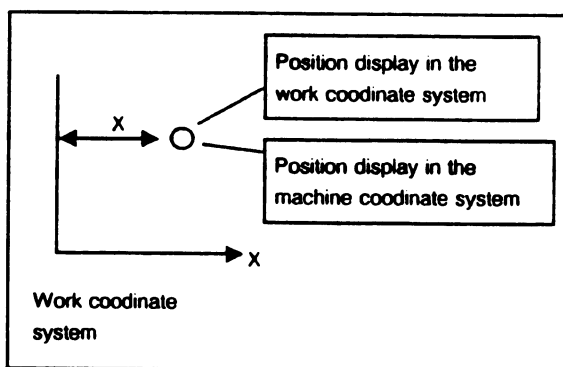 Position display in the
work coodinate system
X
Position display in the
machine coodinate system
X
Work coodinate
system